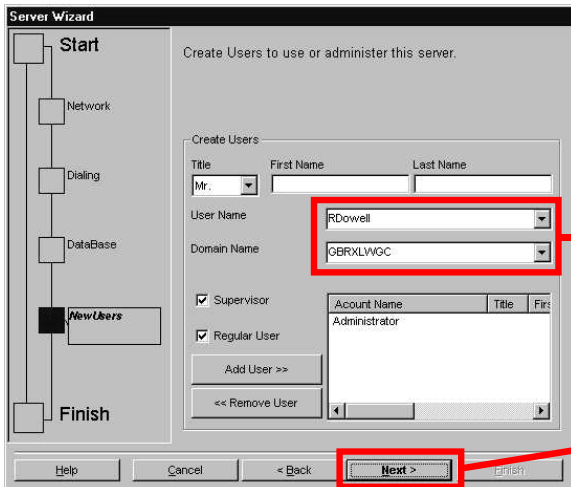 Server Wizard
Start
Network
Dialing
DataBase
NewUsers
Finish
Create Users to use or administer this server.
Create Users
Title First Name Last Name
Mr.
User Name RDowell
Domain Name GBRXLWGC
Supervisor
Regular User
Add User >>
<< Remove User
Acount Name Title Firs
Administrator
Help Cancel < Back Next > Finish